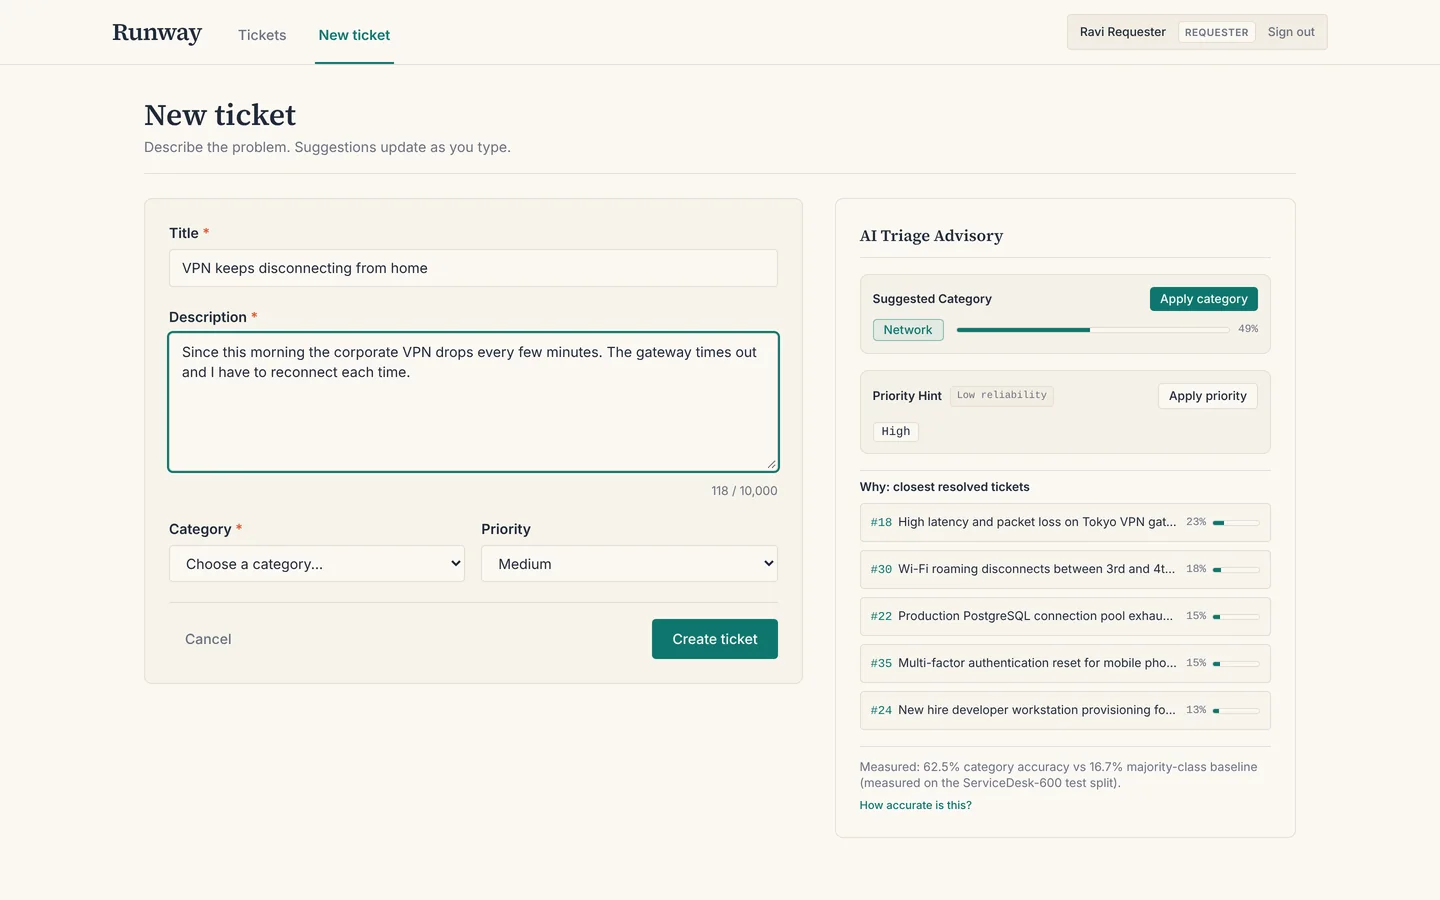 Runway
Tickets
New ticket
Ravi Requester
REQUESTER
Sign out
New ticket
Describe the problem. Suggestions update as you type.
Title *
VPN keeps disconnecting from home
Description *
Since this morning the corporate VPN drops every few minutes. The gateway times out
and I have to reconnect each time.
118 / 10,000
Category *
Priority
Choose a category...
Medium
Cancel
Create ticket
AI Triage Advisory
Suggested Category
Apply category
Network
49%
Priority Hint
Low reliability
Apply priority
High
Why: closest resolved tickets
#18 High latency and packet loss on Tokyo VPN gat... 23%
#30 Wi-Fi roaming disconnects between 3rd and 4t... 18%
#22 Production PostgreSQL connection pool exhau... 15%
#35 Multi-factor authentication reset for mobile pho... 15%
#24 New hire developer workstation provisioning fo... 13%
Measured: 62.5% category accuracy vs 16.7% majority-class baseline
(measured on the ServiceDesk-600 test split).
How accurate is this?